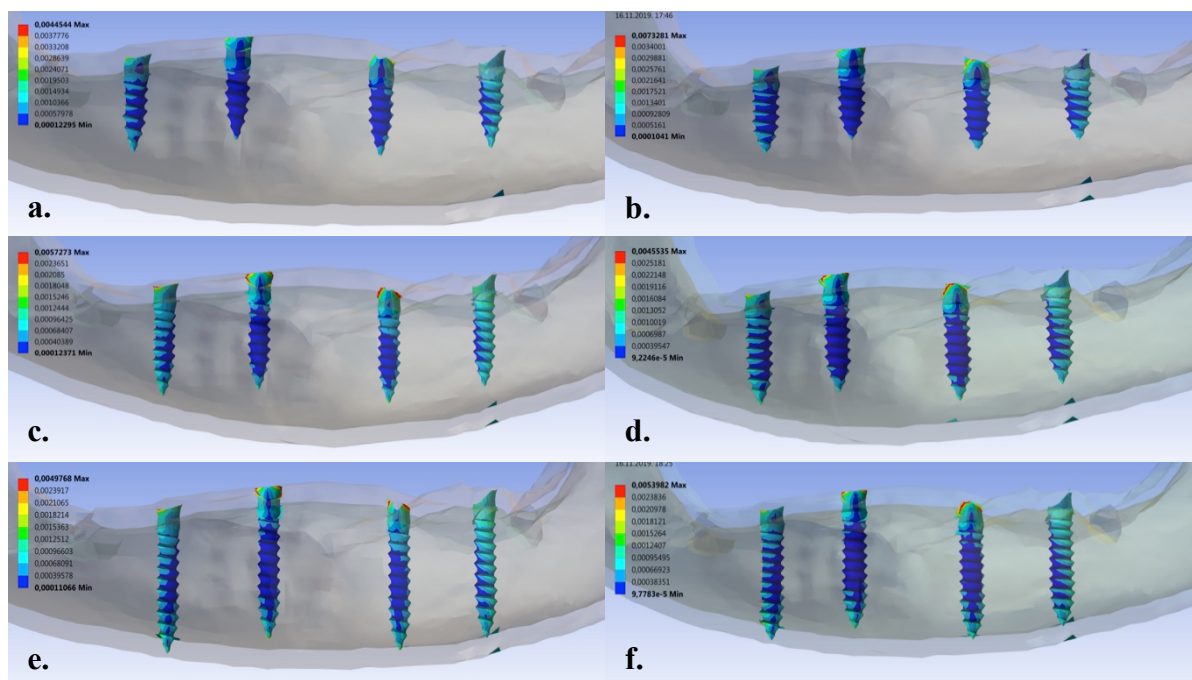 0,0044544 Max
0,0037776
0,0033208
0,0028639
0,0024071
0,0019503
0,0014934
0,0010366
0,00057978
0,00012295 Min
a.
16.11.2019. 17:46
0,0073281 Max
0,0034001
0,0029881
0,0025761
0,0021641
0,0017521
0,0013401
0,00092809
0,0005161
0,0001041 Min
b.
0,0057273 Max
0,0023651
0,002085
0,0018048
0,0015246
0,0012444
0,00096425
0,00068407
0,00040389
0,00012371 Min
c.
0,0045535 Max
0,0025181
0,0022148
0,0019116
0,0016084
0,0013052
0,0010019
0,0006987
0,00039547
9,2246e-5 Min
d.
0,0049768 Max
0,0023917
0,0021065
0,0018214
0,0015363
0,0012512
0,00096603
0,00068091
0,00039578
0,00011066 Min
e.
16.11.2019. 18:25
0,0053982 Max
0,0023836
0,0020978
0,0018121
0,0015264
0,0012407
0,00095495
0,00066923
0,00038351
9,7783e-5 Min
f.